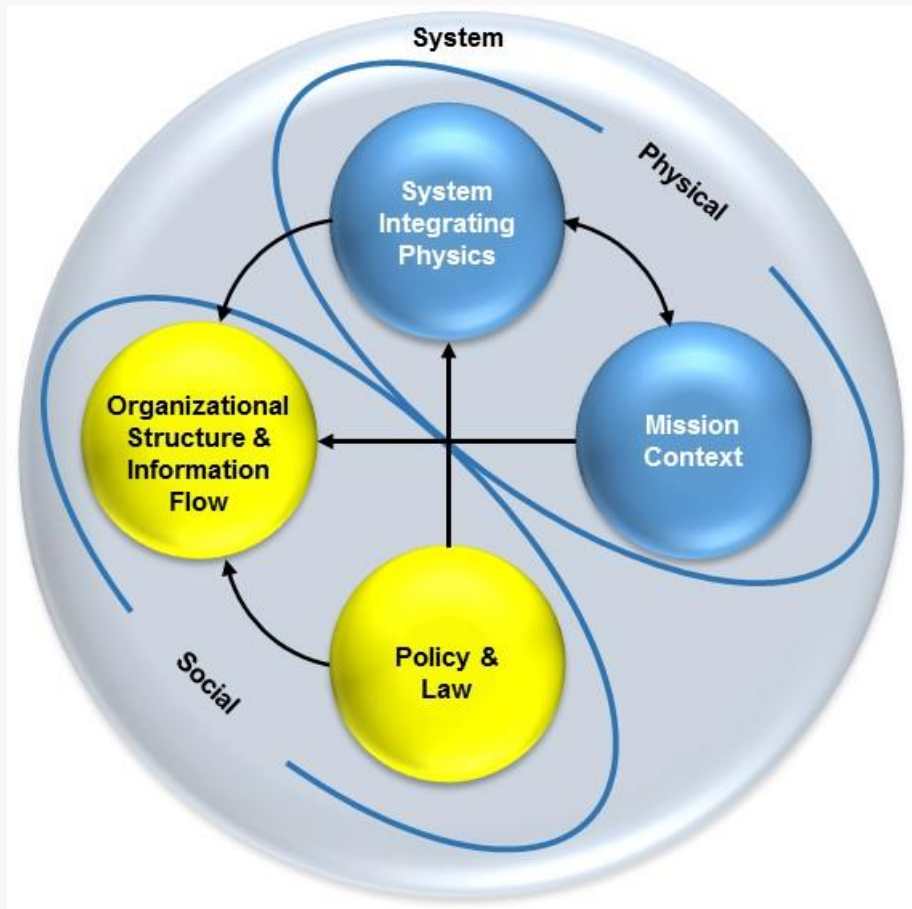 System
Physical
System
Integrating
Physics
Organizational
Structure &
Information
Flow
Mission
Context
Policy &
Law
Social